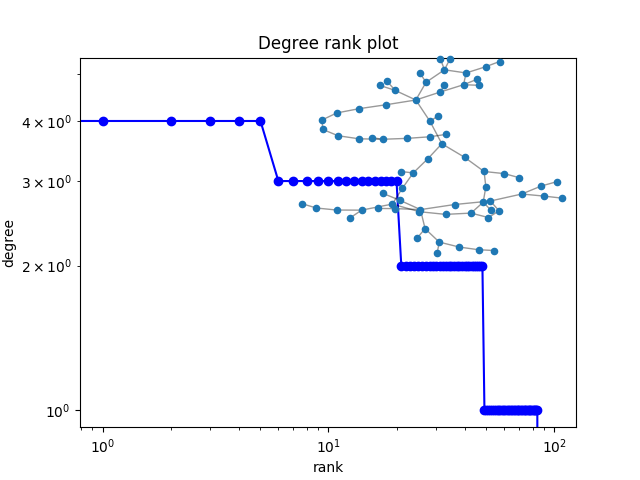 Degree rank plot
degree
4 × 10⁰
3 × 10⁰
2 × 10⁰
10⁰
10⁰
10¹
10²
rank